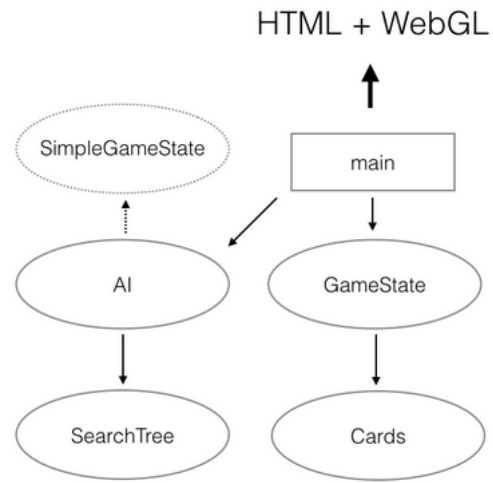 HTML + WebGL
SimpleGameState
main
AI
GameState
SearchTree
Cards